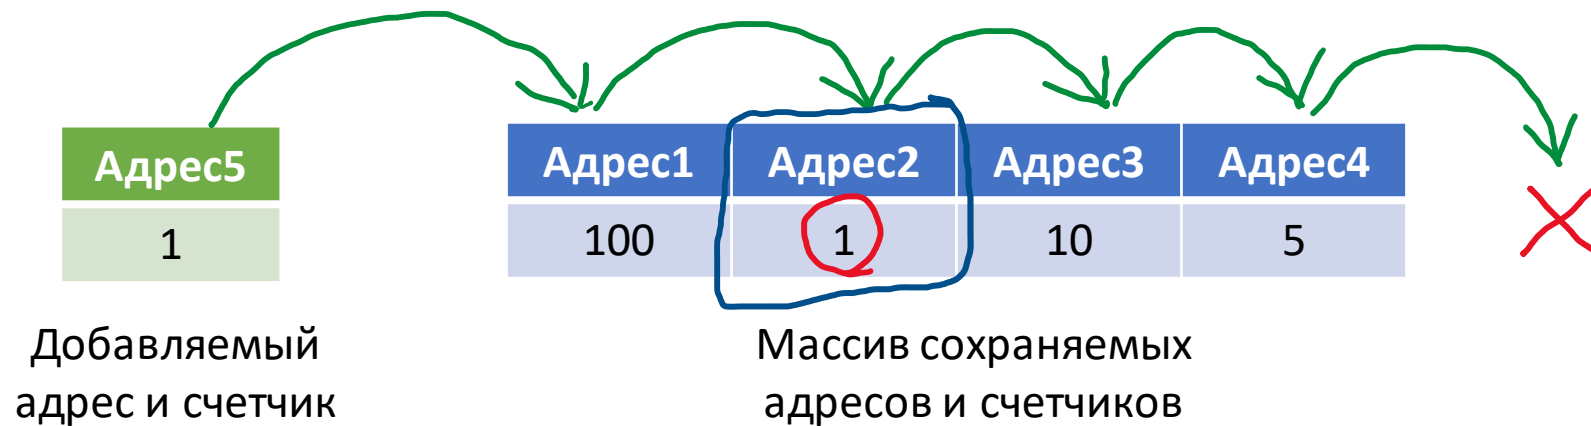 Адрес5
1
Адрес1 Адрес2 Адрес3 Адрес4
100 1 10 5
Добавляемый
адрес и счетчик
Массив сохраняемых
адресов и счетчиков